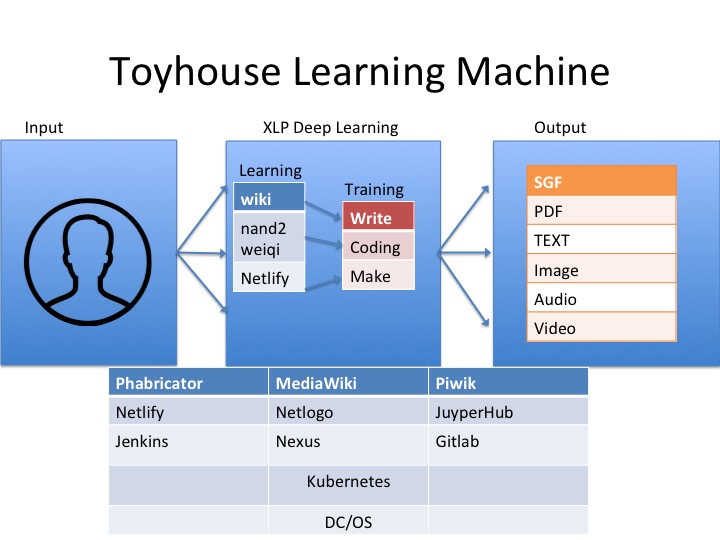 Toyhouse Learning Machine
Input
XLP Deep Learning
Output
Learning
wiki
nand2
weiqi
Netlify
Training
Write
Coding
Make
SGF
PDF
TEXT
Image
Audio
Video
Phabricator MediaWiki Piwik
Netlify Netlogo JuyperHub
Jenkins Nexus Gitlab
Kubernetes
DC/OS